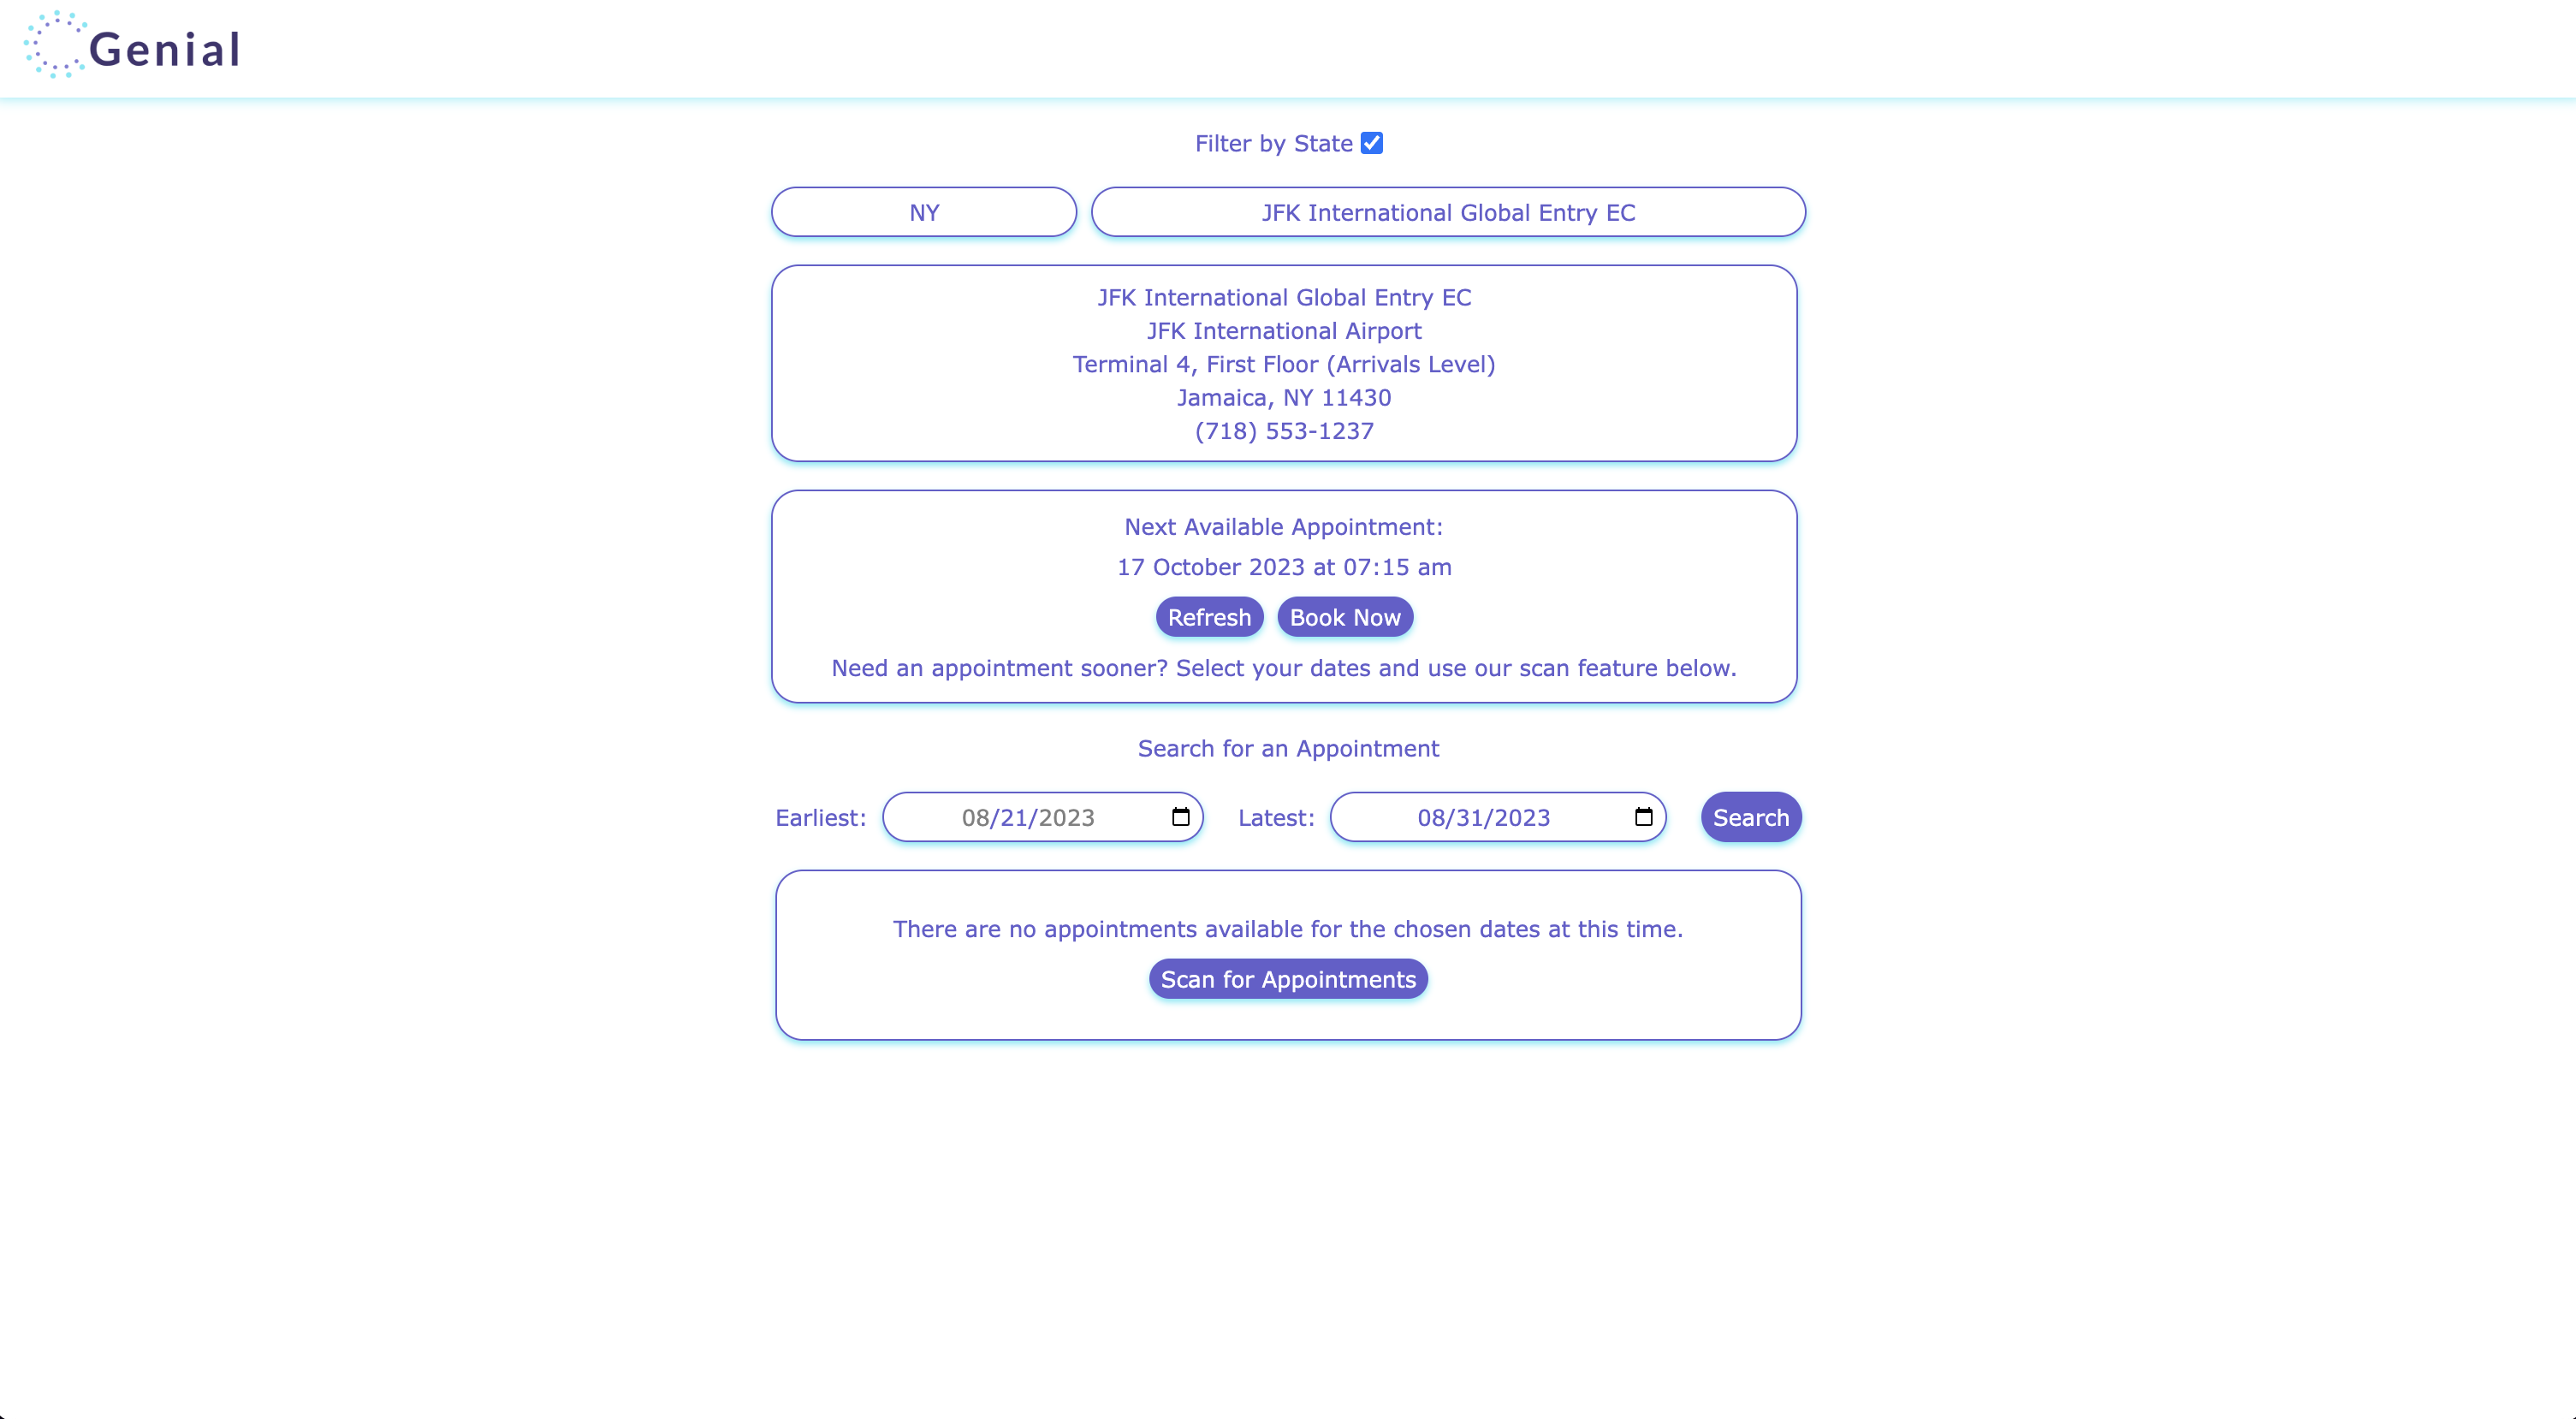 Genial
Filter by State
NY
JFK International Global Entry EC
JFK International Global Entry EC
JFK International Airport
Terminal 4, First Floor (Arrivals Level)
Jamaica, NY 11430
(718) 553-1237
Next Available Appointment:
17 October 2023 at 07:15 am
Refresh
Book Now
Need an appointment sooner? Select your dates and use our scan feature below.
Search for an Appointment
Earliest: 08/21/2023 Latest: 08/31/2023 Search
There are no appointments available for the chosen dates at this time.
Scan for Appointments